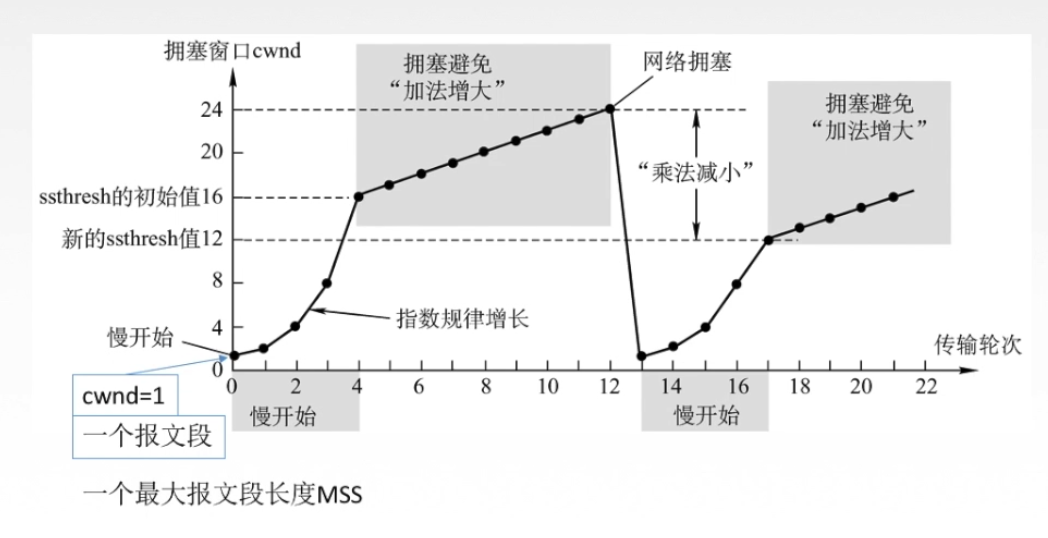 拥塞窗口cwnd
拥塞避免
“加法增大”
网络拥塞
拥塞避免
“加法增大”
24
20
“乘法减小”
ssthresh的初始值16
新的ssthresh值12
8
指数规律增长
慢开始
4
传输轮次
0
0 2 4 6 8 10 12 14 16 18 20 22
cwnd=1
慢开始
慢开始
一个报文段
一个最大报文段长度MSS